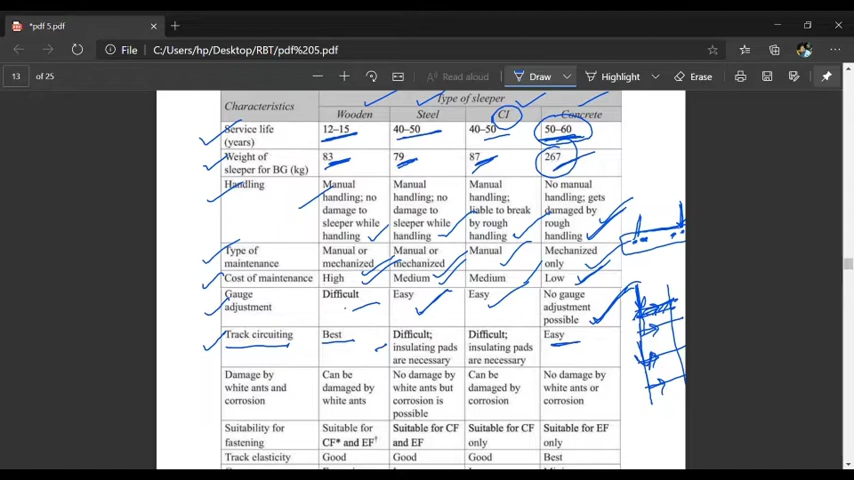 *pdf 5.pdf
File C:/Users/hp/Desktop/RBT/pdf%205.pdf
13 of 25 Read aloud Draw Highlight Erase
Characteristics Type of sleeper
Wooden Steel CI Concrete
Service life (years) 12–15 40–50 40–50 50–60
Weight of sleeper for BG (kg) 83 79 87 267
Handling Manual handling; no damage to sleeper while handling Manual handling; no damage to sleeper while handling Manual handling; liable to break by rough handling No manual handling; gets damaged by rough handling
Type of maintenance Manual or mechanized Manual or mechanized Manual Mechanized only
Cost of maintenance High Medium Medium Low
Gauge adjustment Difficult Easy Easy No gauge adjustment possible
Track circuiting Best Difficult; insulating pads are necessary Difficult; insulating pads are necessary Easy
Damage by white ants and corrosion Can be damaged by white ants No damage by white ants but corrosion is possible Can be damaged by corrosion No damage by white ants or corrosion
Suitability for fastening Suitable for CF* and EF† Suitable for CF and EF Suitable for CF only Suitable for EF only
Track elasticity Good Good Good Best